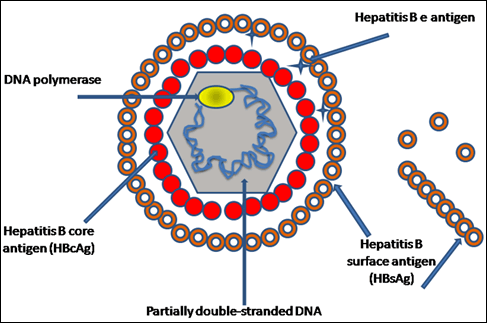 Hepatitis B e antigen
DNA polymerase
Hepatitis B core
antigen (HBcAg)
Hepatitis B
surface antigen
(HBsAg)
Partially double-stranded DNA